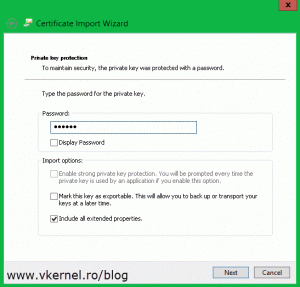 Certificate Import Wizard
Private key protection
To maintain security, the private key was protected with a password.
Type the password for the private key.
Password:
••••••
Display Password
Import options:
Enable strong private key protection. You will be prompted every time the
private key is used by an application if you enable this option.
Mark this key as exportable. This will allow you to back up or transport your
keys at a later time.
Include all extended properties.
www.vkernel.ro/blog
Next
Cancel